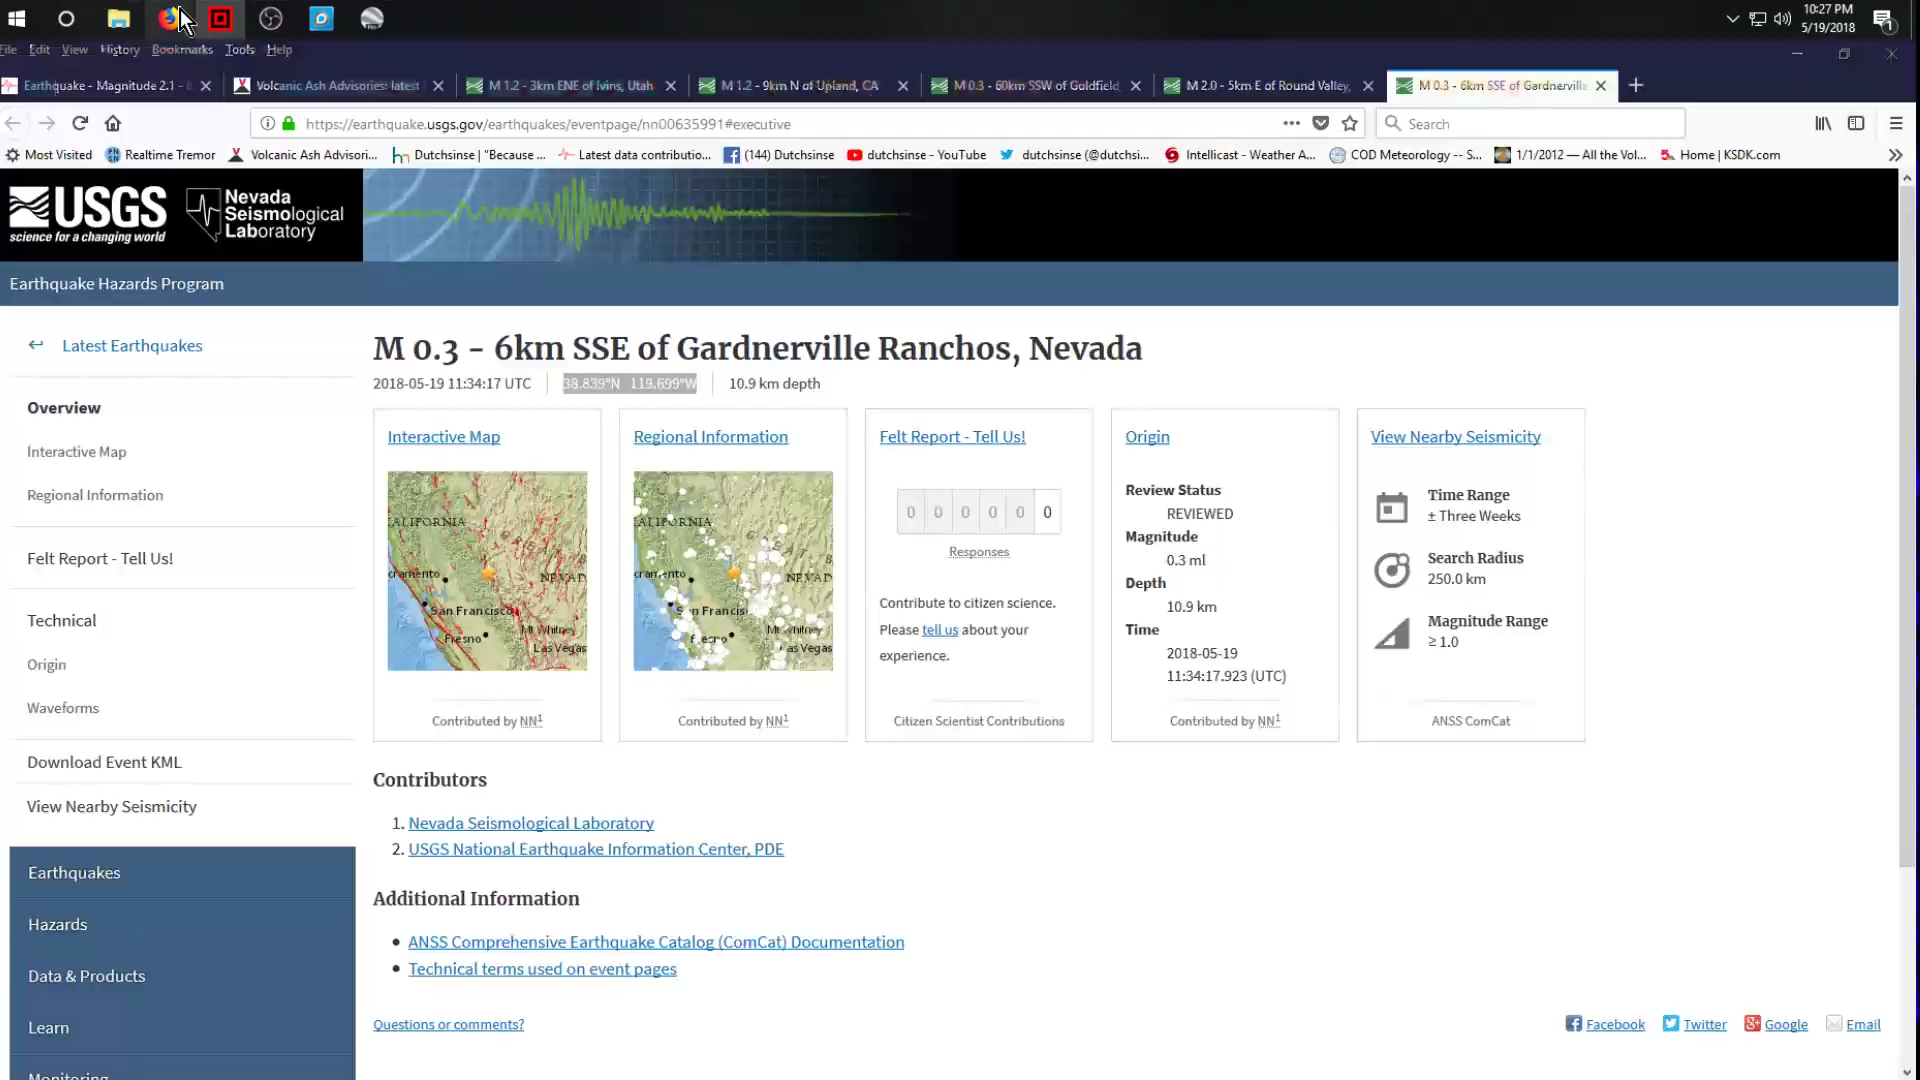 10:27 PM
5/19/2018
1
File Edit View History Bookmarks Tools Help
Earthquake - Magnitude 2.1 -
Volcanic Ash Advisories: latest
M 1.2 - 3km ENE of Ivins, Utah
M 1.2 - 9km N of Upland, CA
M 0.3 - 60km SSW of Goldfield,
M 2.0 - 5km E of Round Valley,
M 0.3 - 6km SSE of Gardnerville
https://earthquake.usgs.gov/earthquakes/eventpage/nn00635991#executive
Search
Most Visited Realtime Tremor Volcanic Ash Advisori... Dutchsinse | "Because ... Latest data contributio... (144) Dutchsinse dutchsinse - YouTube dutchsinse (@dutchsi... Intellicast - Weather A... COD Meteorology -- S... 1/1/2012 — All the Vol... Home | KSDK.com
USGS
science for a changing world
Nevada
Seismological
Laboratory
Earthquake Hazards Program
Latest Earthquakes
Overview
Interactive Map
Regional Information
Felt Report - Tell Us!
Technical
Origin
Waveforms
Download Event KML
View Nearby Seismicity
Earthquakes
Hazards
Data & Products
Learn
Monitoring
M 0.3 - 6km SSE of Gardnerville Ranchos, Nevada
2018-05-19 11:34:17 UTC 38.839°N 119.699°W 10.9 km depth
Interactive Map
ALIFORNIA
NEVAD
cramento
San Francisco
Fresno
Mt Whitney
Las Vegas
Contributed by NN1
Regional Information
ALIFORNIA
NEVAD
Contributed by NN1
Felt Report - Tell Us!
0 0 0 0 0 0
Responses
Contribute to citizen science.
Please tell us about your
experience.
Citizen Scientist Contributions
Origin
Review Status
REVIEWED
Magnitude
0.3 ml
Depth
10.9 km
Time
2018-05-19
11:34:17.923 (UTC)
Contributed by NN1
View Nearby Seismicity
Time Range
± Three Weeks
Search Radius
250.0 km
Magnitude Range
≥ 1.0
ANSS ComCat
Contributors
1. Nevada Seismological Laboratory
2. USGS National Earthquake Information Center, PDE
Additional Information
• ANSS Comprehensive Earthquake Catalog (ComCat) Documentation
• Technical terms used on event pages
Questions or comments?
Facebook Twitter Google Email